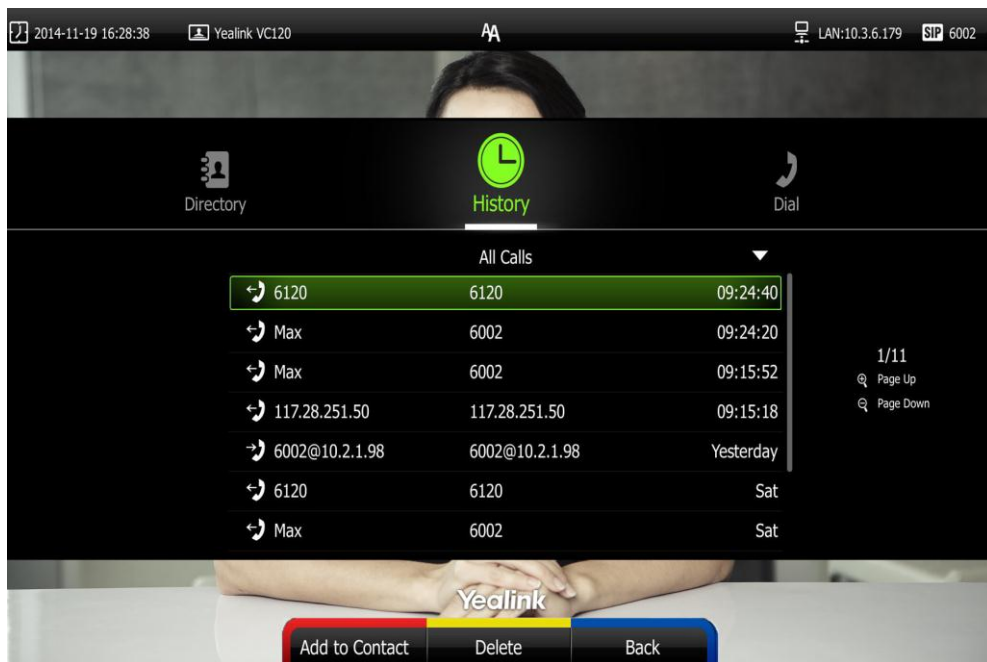 2014-11-19 16:28:38 Yealink VC120 AA LAN:10.3.6.179 SIP 6002
Directory History Dial
All Calls
6120 6120 09:24:40
Max 6002 09:24:20
Max 6002 09:15:52
117.28.251.50 117.28.251.50 09:15:18
6002@10.2.1.98 6002@10.2.1.98 Yesterday
6120 6120 Sat
Max 6002 Sat
1/11
Page Up
Page Down
Yealink
Add to Contact Delete Back